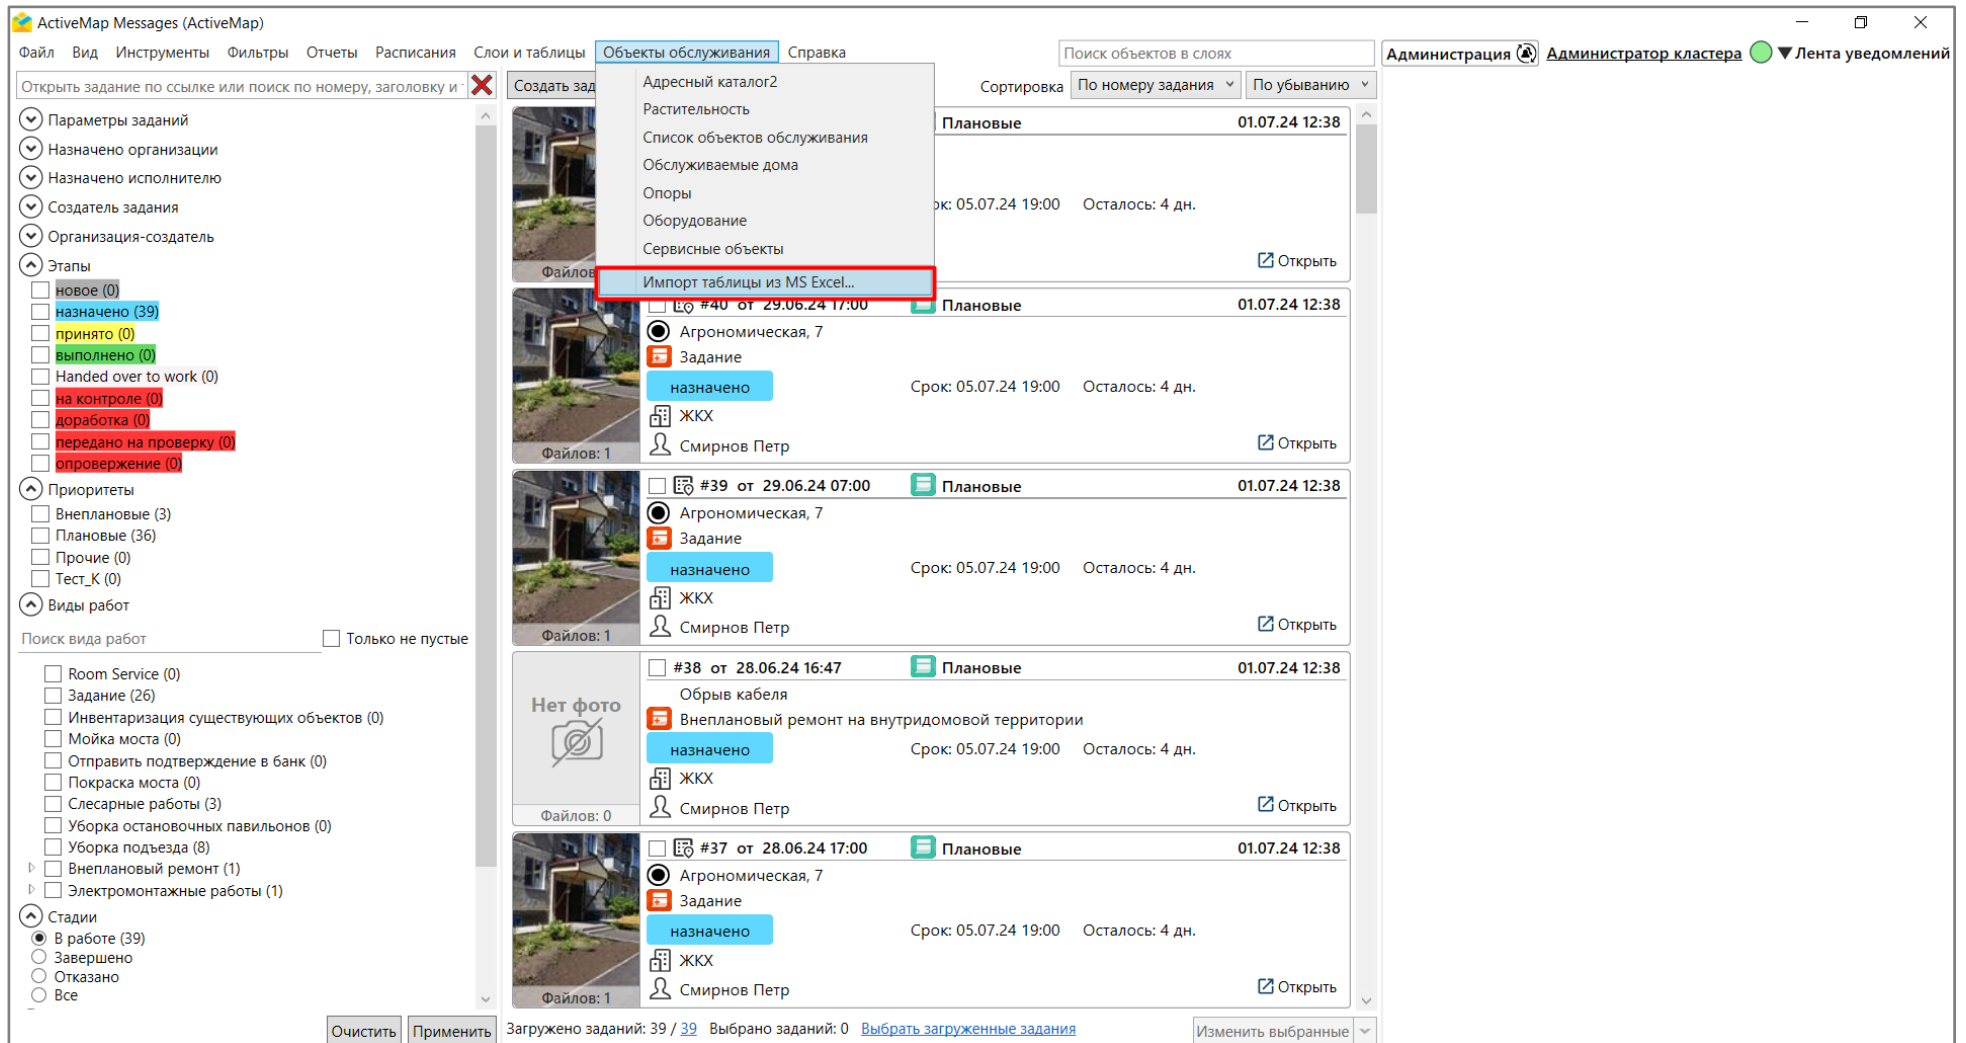 ActiveMap Messages (ActiveMap)
Файл Вид Инструменты Фильтры Отчеты Расписания Слои и таблицы Объекты обслуживания Справка
Поиск объектов в слоях
Администрация Администратор кластера ▼Лента уведомлений
Открыть задание по ссылке или поиск по номеру, заголовку и
Параметры заданий
Назначено организации
Назначено исполнителю
Создатель задания
Организация-создатель
Этапы
новое (0)
назначено (39)
принято (0)
выполнено (0)
Handed over to work (0)
на контроле (0)
доработка (0)
передано на проверку (0)
опровержение (0)
Приоритеты
Внеплановые (3)
Плановые (36)
Прочие (0)
Тест_К (0)
Виды работ
Поиск вида работ Только не пустые
Room Service (0)
Задание (26)
Инвентаризация существующих объектов (0)
Мойка моста (0)
Отправить подтверждение в банк (0)
Покраска моста (0)
Слесарные работы (3)
Уборка остановочных павильонов (0)
Уборка подъезда (8)
Внеплановый ремонт (1)
Электромонтажные работы (1)
Стадии
В работе (39)
Завершено
Отказано
Все
Очистить Применить
Создать зад
Сортировка По номеру задания По убыванию
Адресный каталог2
Растительность
Список объектов обслуживания
Обслуживаемые дома
Опоры
Оборудование
Сервисные объекты
Импорт таблицы из MS Excel...
Плановые 01.07.24 12:38
ок: 05.07.24 19:00 Осталось: 4 дн.
Открыть
Файлов
#40 от 29.06.24 17:00 Плановые 01.07.24 12:38
Агрономическая, 7
Задание
назначено Срок: 05.07.24 19:00 Осталось: 4 дн.
ЖКХ
Смирнов Петр
Открыть
Файлов: 1
#39 от 29.06.24 07:00 Плановые 01.07.24 12:38
Агрономическая, 7
Задание
назначено Срок: 05.07.24 19:00 Осталось: 4 дн.
ЖКХ
Смирнов Петр
Открыть
Файлов: 1
#38 от 28.06.24 16:47 Плановые 01.07.24 12:38
Обрыв кабеля
Нет фото
Внеплановый ремонт на внутридомовой территории
назначено Срок: 05.07.24 19:00 Осталось: 4 дн.
ЖКХ
Смирнов Петр
Открыть
Файлов: 0
#37 от 28.06.24 17:00 Плановые 01.07.24 12:38
Агрономическая, 7
Задание
назначено Срок: 05.07.24 19:00 Осталось: 4 дн.
ЖКХ
Смирнов Петр
Открыть
Файлов: 1
Загружено заданий: 39 / 39 Выбрано заданий: 0 Выбрать загруженные задания
Изменить выбранные